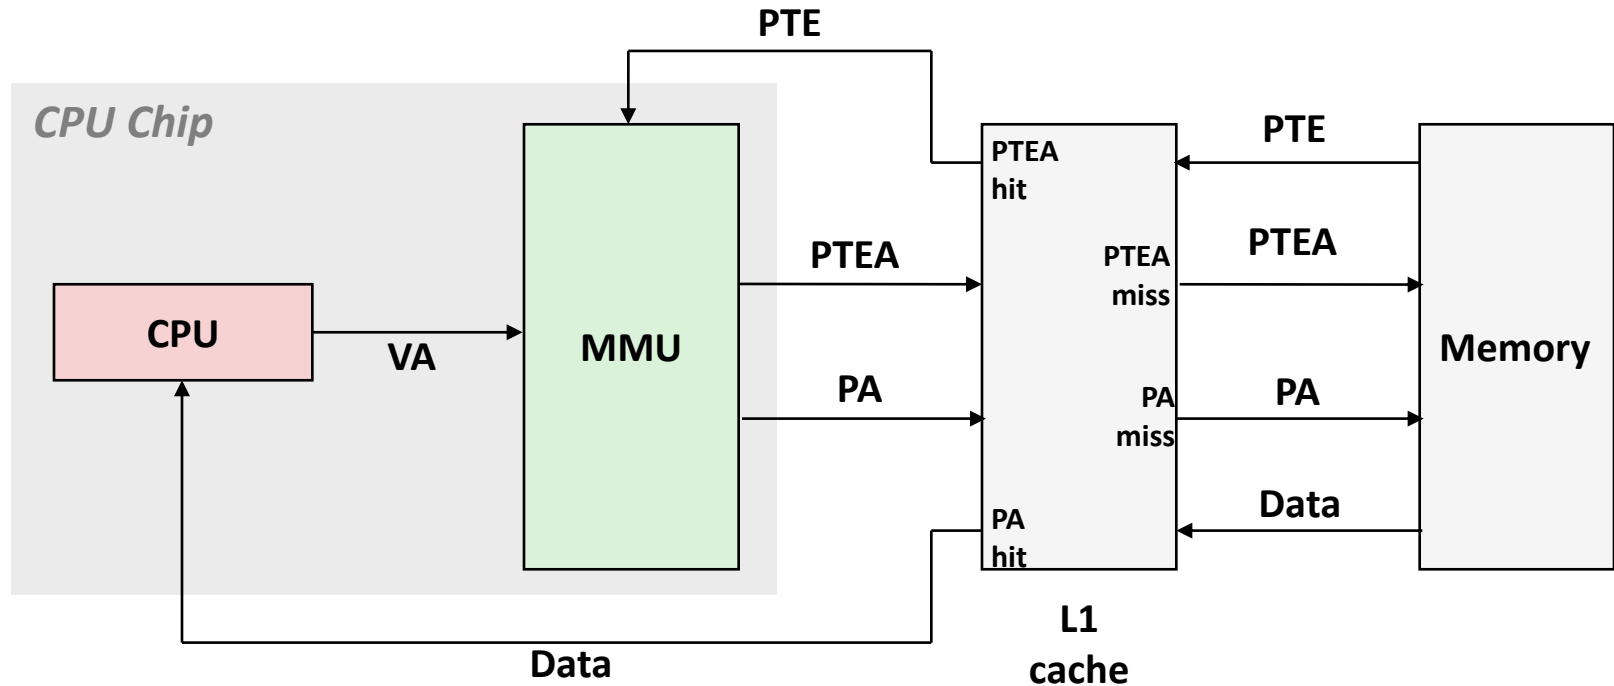 PTE
CPU Chip
PTEA
hit
PTE
PTEA
PTEA
miss
PTEA
CPU
VA
MMU
Memory
PA
PA
miss
PA
PA
hit
Data
L1
cache
Data